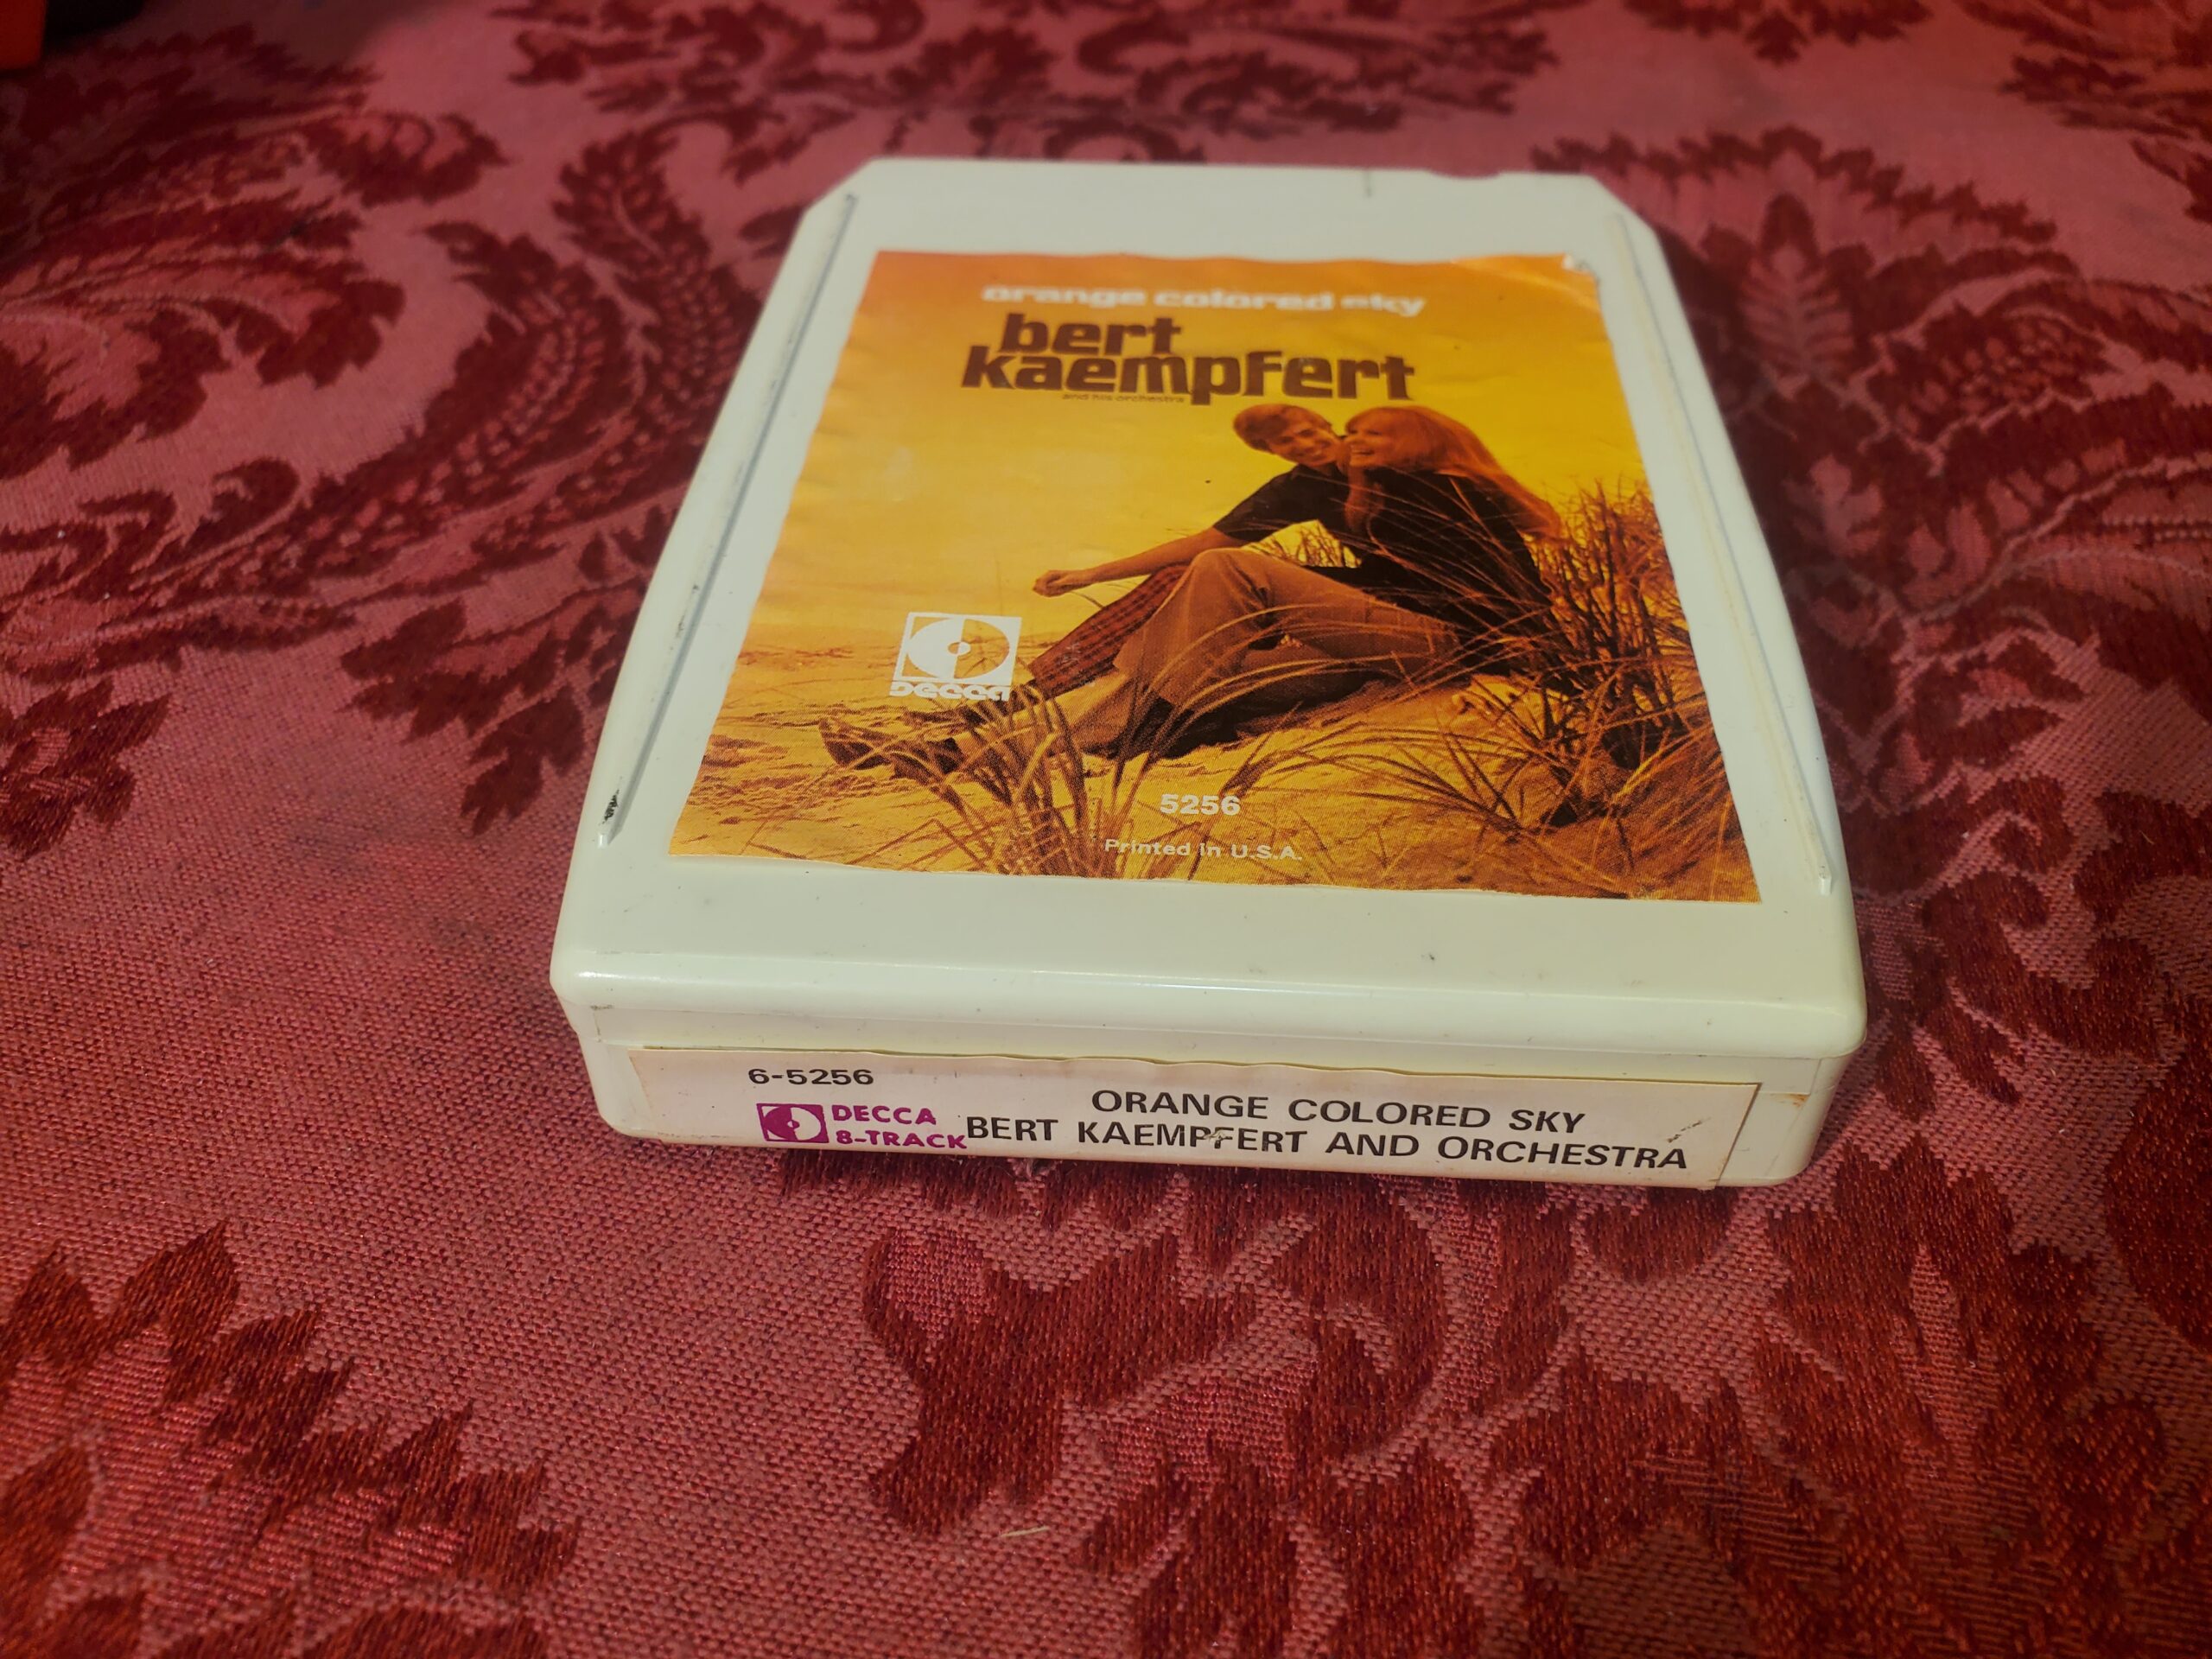 orange colored sky
bert
kaempfert
and his orchestra
DECCA
5256
Printed in U.S.A.
6-5256
DECCA
8-TRACK
ORANGE COLORED SKY
BERT KAEMPFERT AND ORCHESTRA